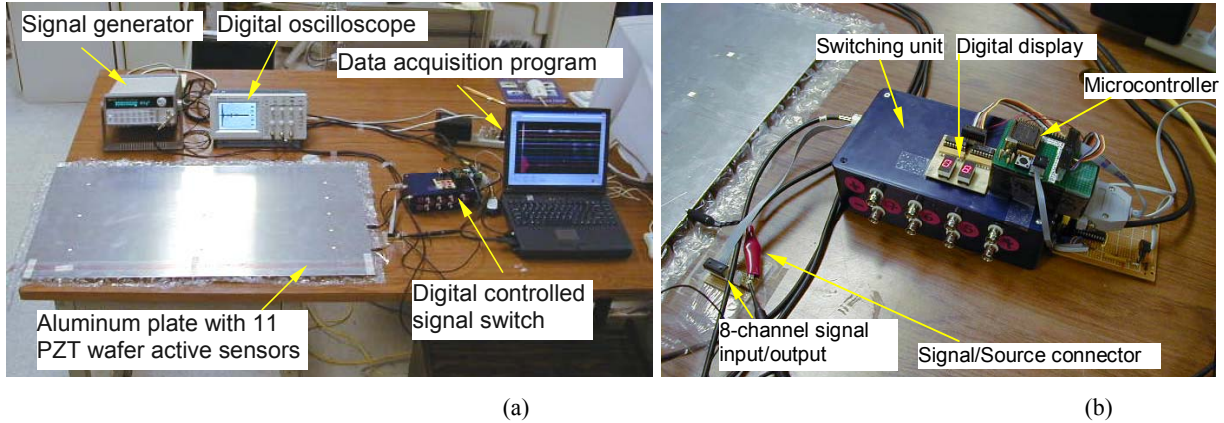 Signal generator
Digital oscilloscope
Data acquisition program
Digital controlled
signal switch
Aluminum plate with 11
PZT wafer active sensors
(a)
Switching unit
Digital display
Microcontroller
8-channel signal
input/output
Signal/Source connector
(b)